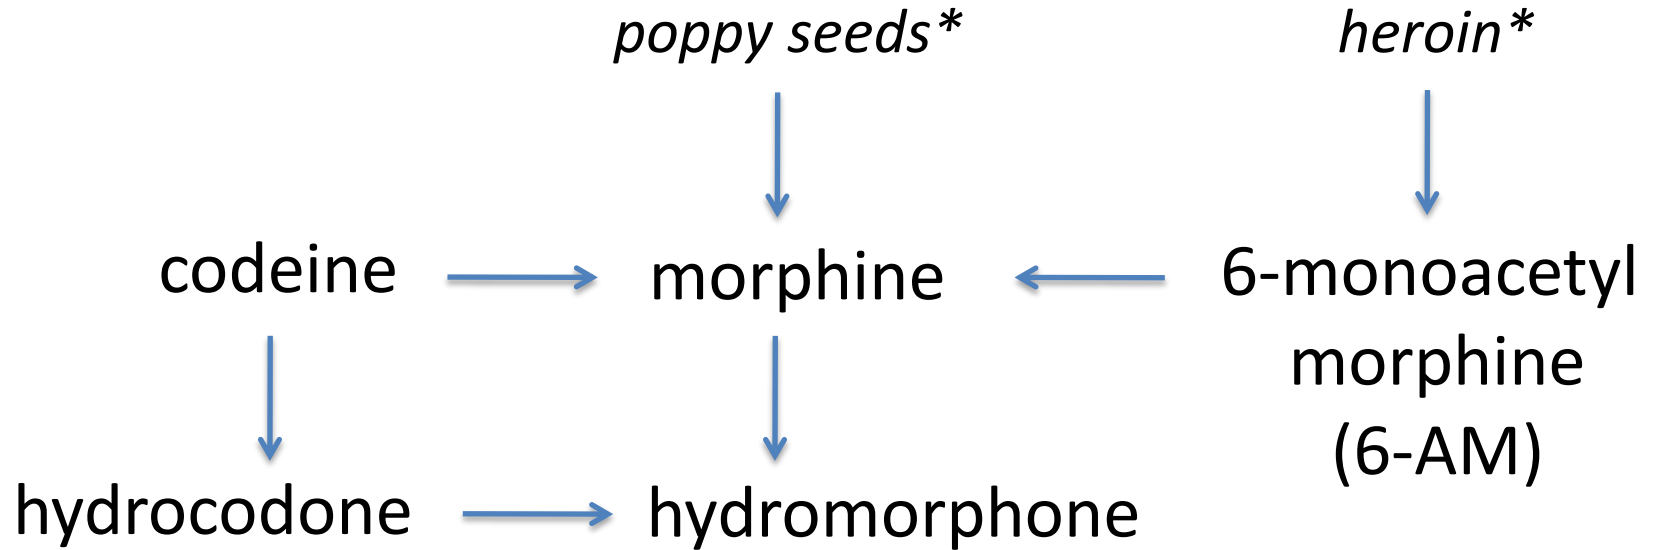 poppy seeds*
heroin*
codeine
morphine
6-monoacetyl
morphine
(6-AM)
hydrocodone
hydromorphone